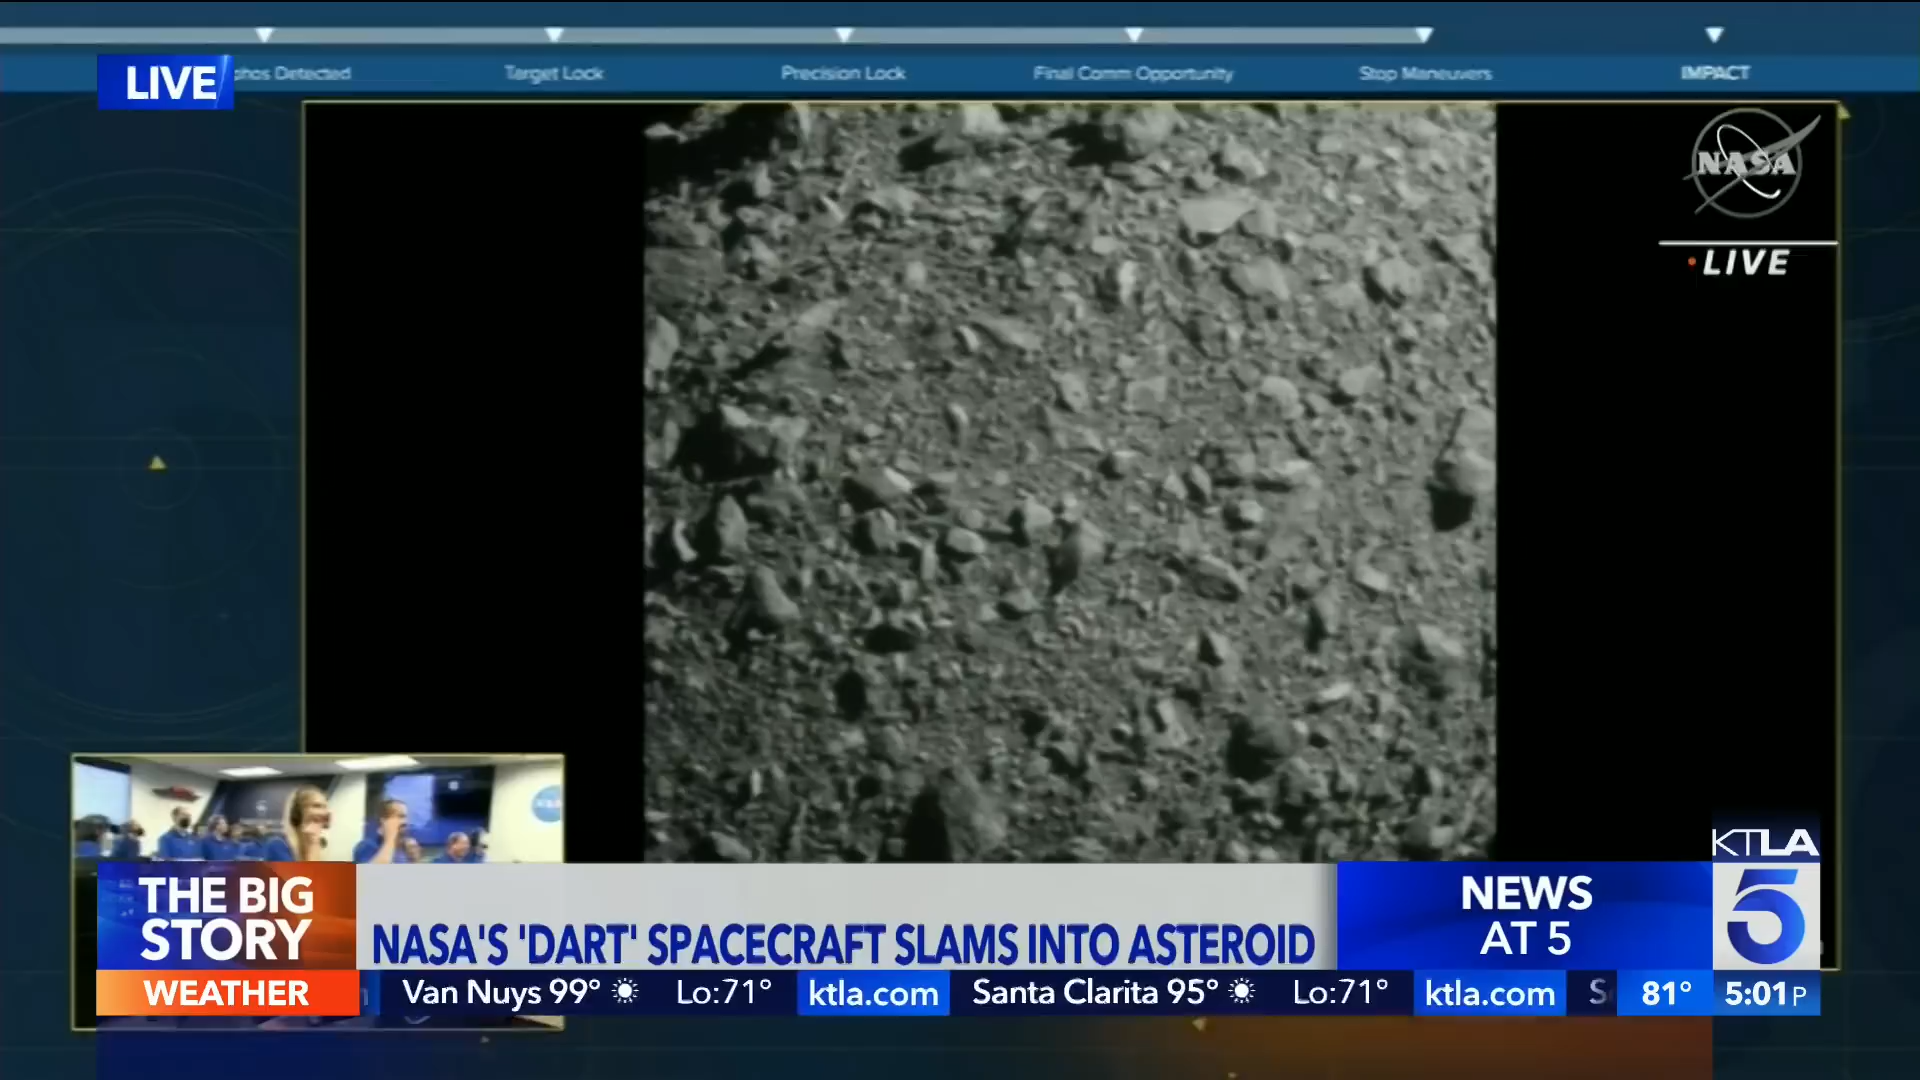 LIVE
phos Detected
Target Lock
Precision Lock
Final Comm Opportunity
Stop Maneuvers
IMPACT
NASA
LIVE
THE BIG
STORY
NASA'S 'DART' SPACECRAFT SLAMS INTO ASTEROID
NEWS
AT 5
KTLA
5
WEATHER
Van Nuys 99° Lo:71° ktla.com Santa Clarita 95° Lo:71° ktla.com
81°
5:01P